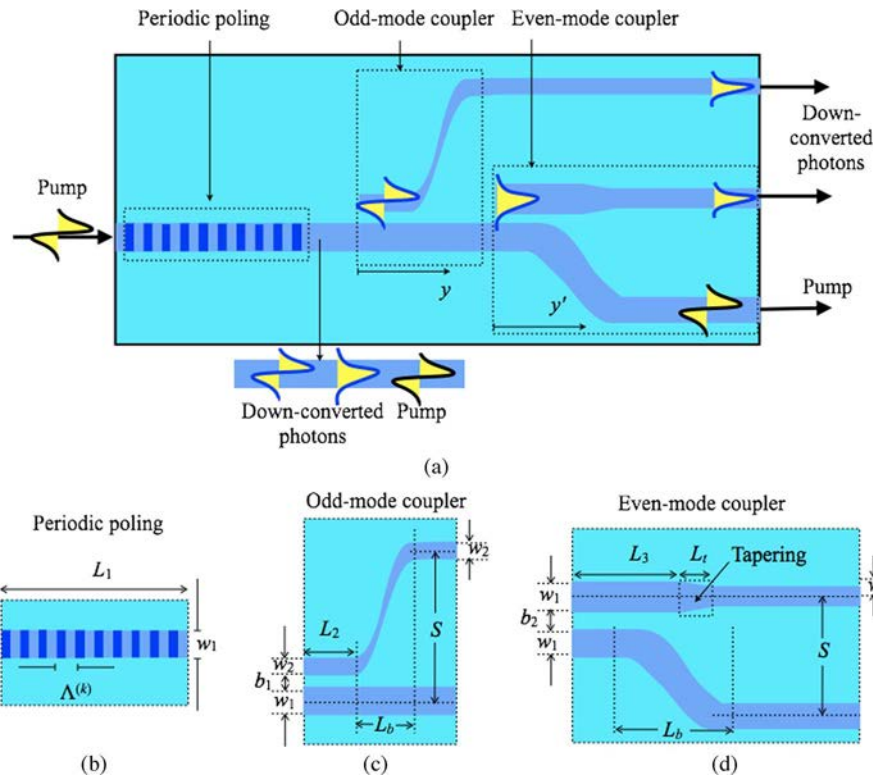 Periodic poling
Odd-mode coupler
Even-mode coupler
Pump
Down-
converted
photons
y
y'
Pump
Down-converted
photons
Pump
(a)
Periodic poling
L1
w1
Λ(k)
(b)
Odd-mode coupler
w2
L2
S
w2
b1
w1
Lb
(c)
Even-mode coupler
L3
Lt
Tapering
w1
b2
w1
S
Lb
(d)